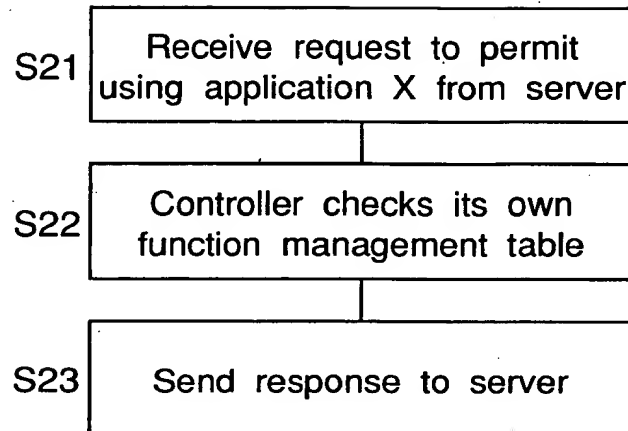 S21
Receive request to permit
using application X from server
S22
Controller checks its own
function management table
S23
Send response to server